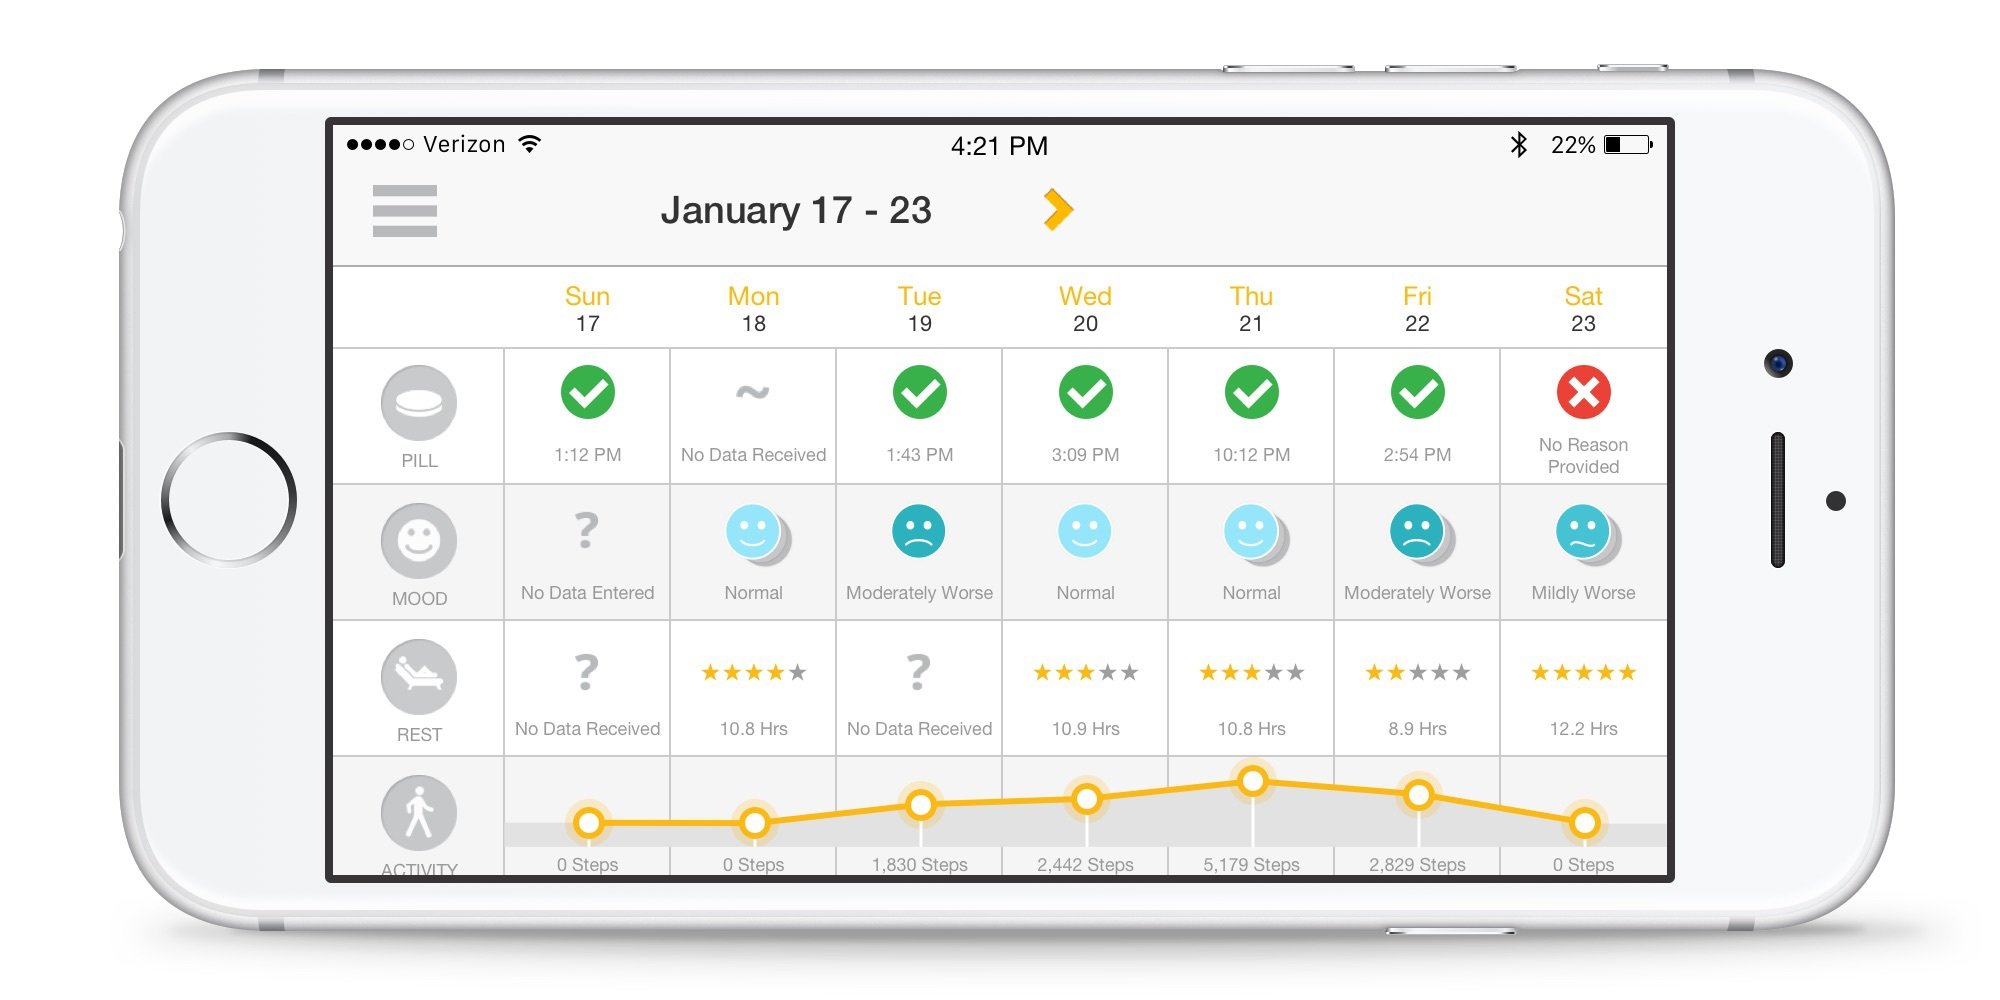 Verizon
4:21 PM
22%
January 17 - 23
Sun Mon Tue Wed Thu Fri Sat
17 18 19 20 21 22 23
~
PILL
1:12 PM No Data Received 1:43 PM 3:09 PM 10:12 PM 2:54 PM No Reason
Provided
?
MOOD
No Data Entered Normal Moderately Worse Normal Normal Moderately Worse Mildly Worse
? ?
REST
No Data Received 10.8 Hrs No Data Received 10.9 Hrs 10.8 Hrs 8.9 Hrs 12.2 Hrs
ACTIVITY
0 Steps 0 Steps 1,830 Steps 2,442 Steps 5,179 Steps 2,829 Steps 0 Steps